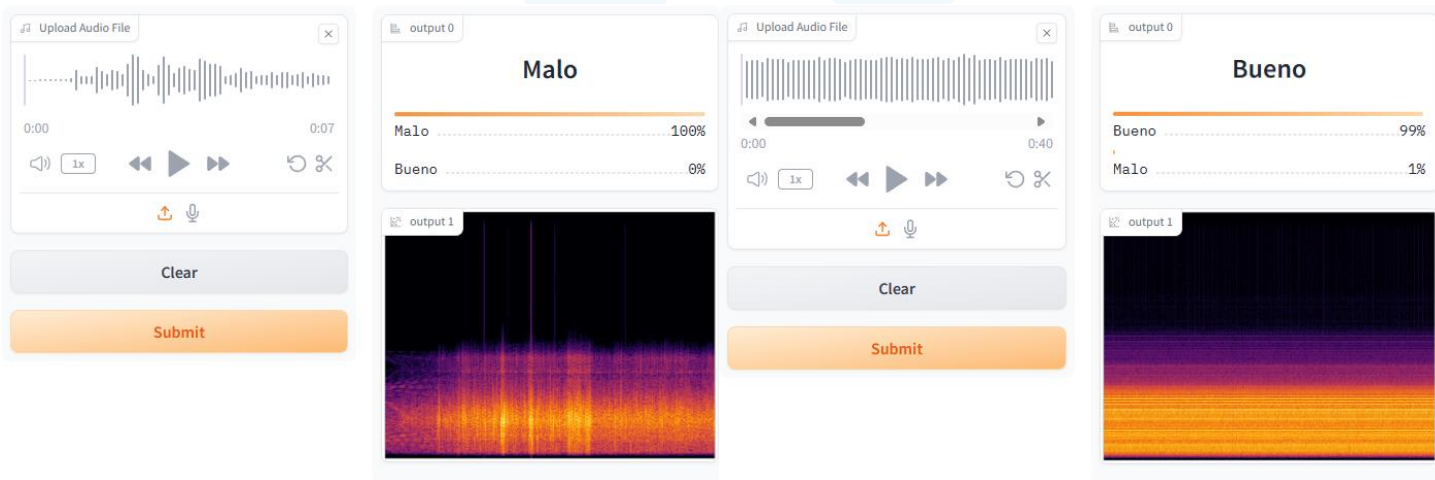 Upload Audio File
0:00 0:07
1x
Clear
Submit
output 0
Malo
Malo 100%
Bueno 0%
output 1
Upload Audio File
0:00 0:40
1x
Clear
Submit
output 0
Bueno
Bueno 99%
Malo 1%
output 1